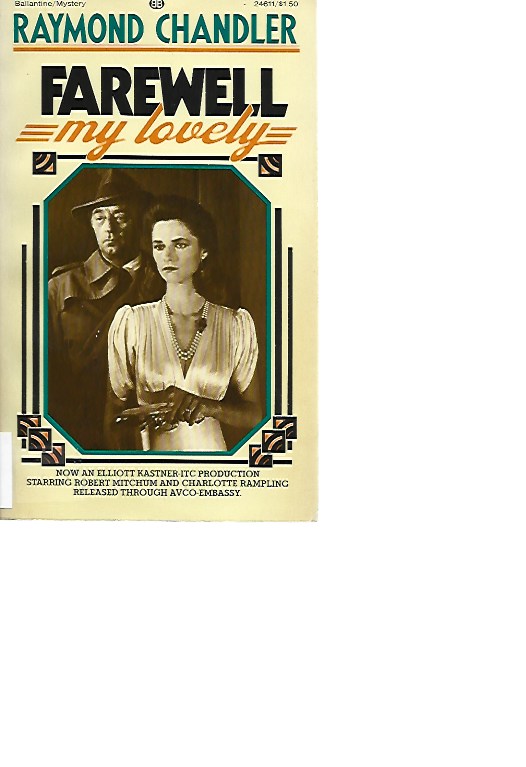 Ballantine/Mystery BB 24611/$1.50
RAYMOND CHANDLER
FAREWELL
my lovely
NOW AN ELLIOTT KASTNER-ITC PRODUCTION
STARRING ROBERT MITCHUM AND CHARLOTTE RAMPLING
RELEASED THROUGH AVCO-EMBASSY.